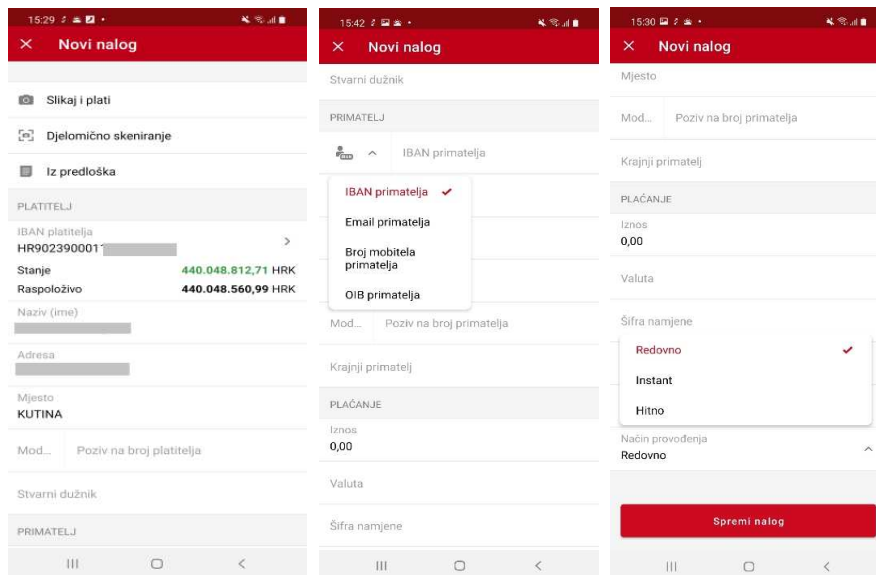 15:29
Novi nalog
Slikaj i plati
Djelomično skeniranje
Iz predloška
PLATITELJ
IBAN platitelja
HR902390001
Stanje 440.048.812,71 HRK
Raspoloživo 440.048.560,99 HRK
Naziv (ime)
Adresa
Mjesto
KUTINA
Mod... Poziv na broj platitelja
Stvarni dužnik
PRIMATELJ
15:42
Novi nalog
Stvarni dužnik
PRIMATELJ
IBAN primatelja
IBAN primatelja
Email primatelja
Broj mobitela
primatelja
OIB primatelja
Mod... Poziv na broj primatelja
Krajnji primatelj
PLAĆANJE
Iznos
0,00
Valuta
Šifra namjene
15:30
Novi nalog
Mjesto
Mod... Poziv na broj primatelja
Krajnji primatelj
PLAĆANJE
Iznos
0,00
Valuta
Šifra namjene
Redovno
Instant
Hitno
Način provođenja
Redovno
Spremi nalog